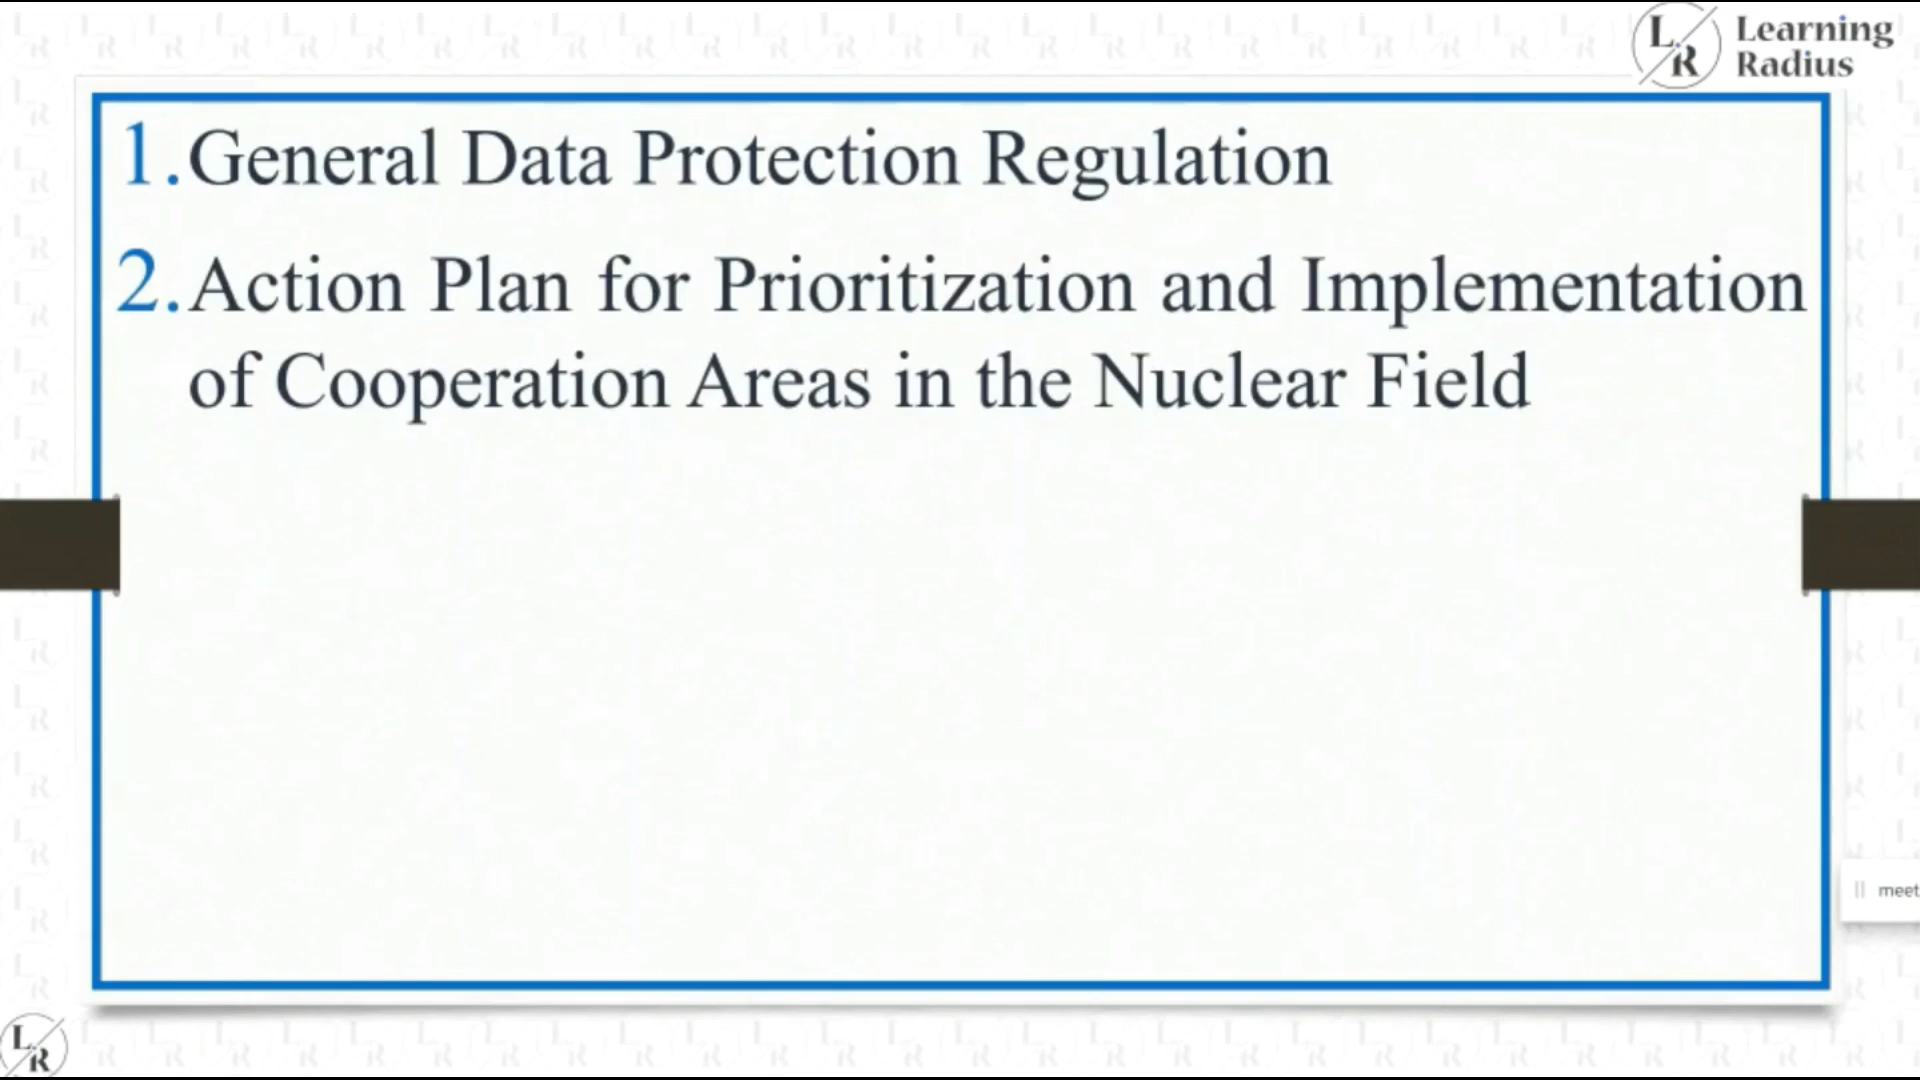 L R Learning
Radius
1. General Data Protection Regulation
2. Action Plan for Prioritization and Implementation
of Cooperation Areas in the Nuclear Field
meet
L R